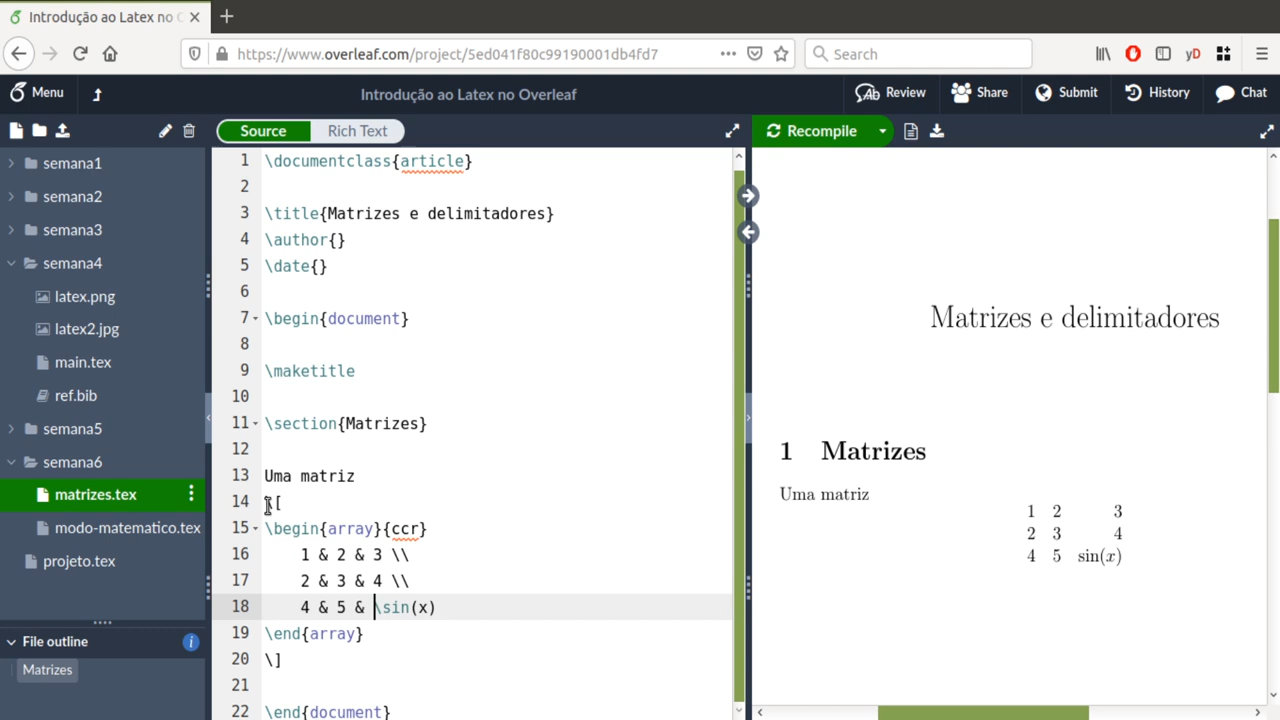 Introdução ao Latex no O
https://www.overleaf.com/project/5ed041f80c99190001db4fd7
Search
yD
Menu
Introdução ao Latex no Overleaf
Review
Share
Submit
History
Chat
Source
Rich Text
Recompile
semana1
semana2
semana3
semana4
latex.png
latex2.jpg
main.tex
ref.bib
semana5
semana6
matrizes.tex
modo-matematico.tex
projeto.tex
File outline
Matrizes
1 \documentclass{article}
2
3 \title{Matrizes e delimitadores}
4 \author{}
5 \date{}
6
7 \begin{document}
8
9 \maketitle
10
11 \section{Matrizes}
12
13 Uma matriz
14 \[
15 \begin{array}{ccr}
16 1 & 2 & 3 \\
17 2 & 3 & 4 \\
18 4 & 5 & \sin(x)
19 \end{array}
20 \]
21
22 \end{document}
Matrizes e delimitadores
1 Matrizes
Uma matriz
1 2 3
2 3 4
4 5 sin(x)